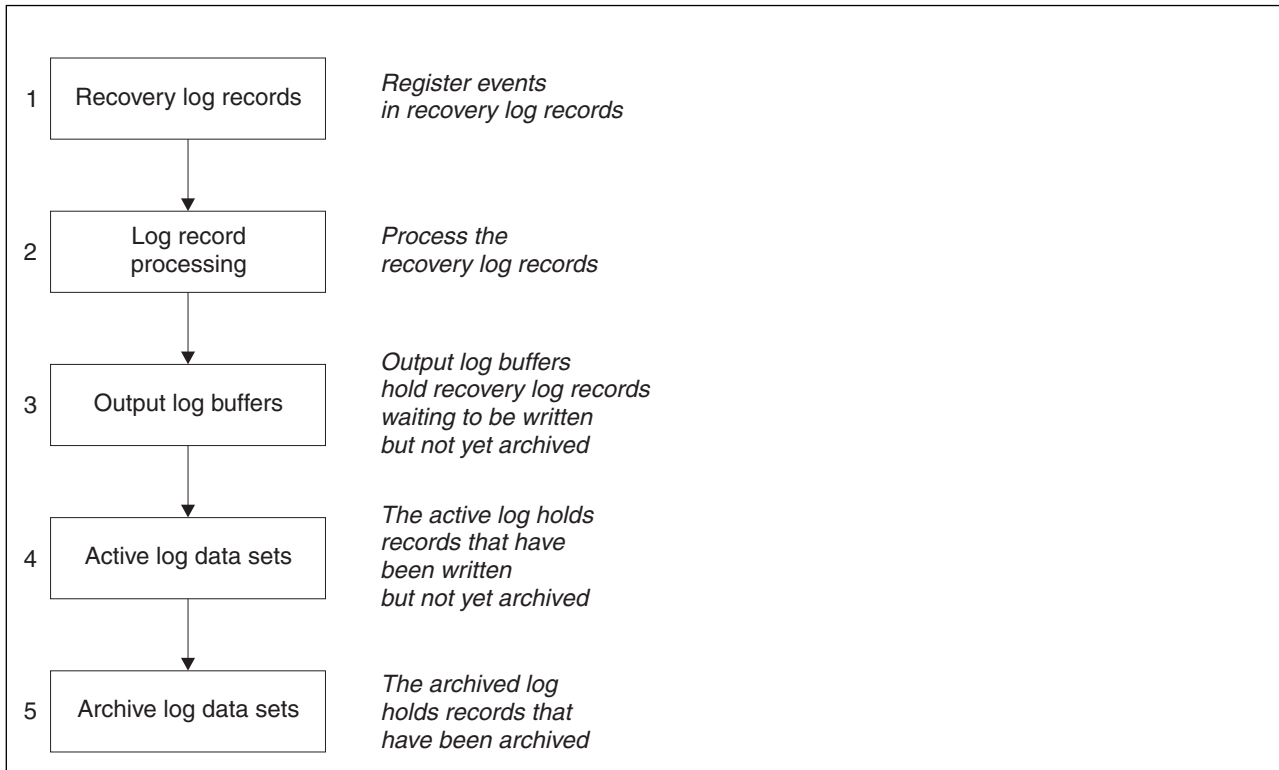 1
Recovery log records
Register events
in recovery log records
2
Log record
processing
Process the
recovery log records
3
Output log buffers
Output log buffers
hold recovery log records
waiting to be written
but not yet archived
4
Active log data sets
The active log holds
records that have
been written
but not yet archived
5
Archive log data sets
The archived log
holds records that
have been archived